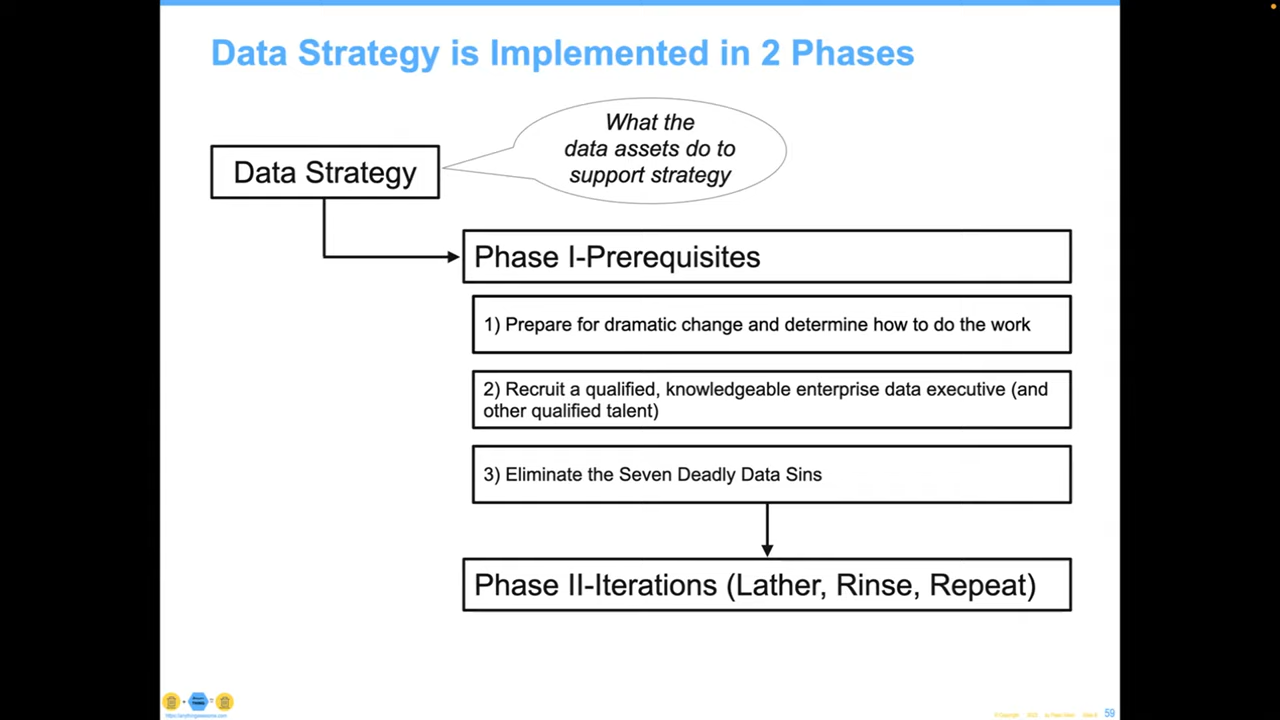 Data Strategy is Implemented in 2 Phases
What the
data assets do to
support strategy
Data Strategy
Phase I-Prerequisites
1) Prepare for dramatic change and determine how to do the work
2) Recruit a qualified, knowledgeable enterprise data executive (and
other qualified talent)
3) Eliminate the Seven Deadly Data Sins
Phase II-Iterations (Lather, Rinse, Repeat)
59